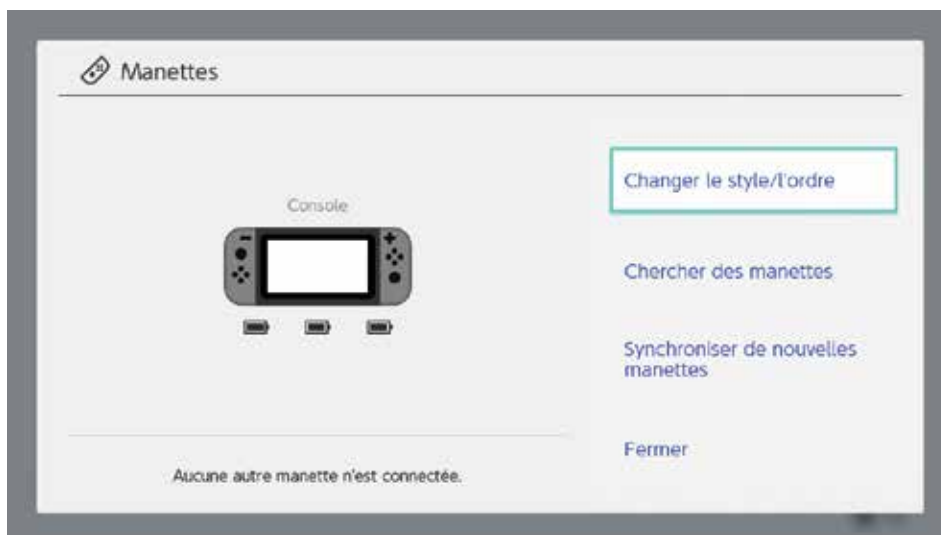 Manettes
Console
Changer le style/l'ordre
Chercher des manettes
Synchroniser de nouvelles
manettes
Fermer
Aucune autre manette n'est connectée.